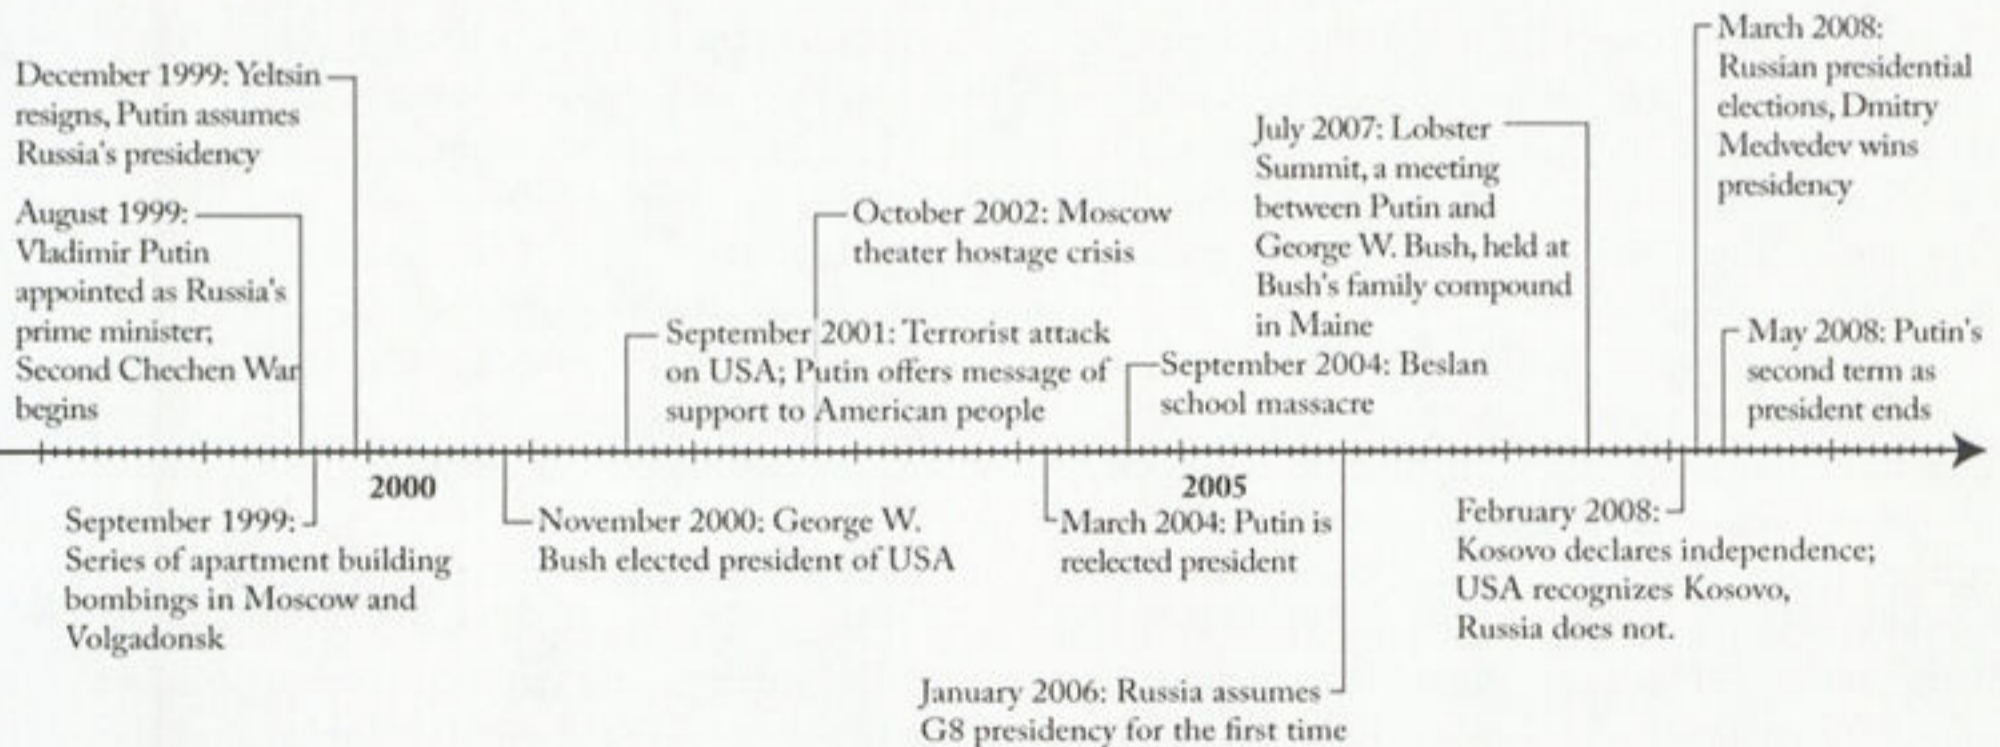 December 1999: Yeltsin
resigns, Putin assumes
Russia's presidency
August 1999:
Vladimir Putin
appointed as Russia's
prime minister;
Second Chechen War
begins
September 1999:
Series of apartment building
bombings in Moscow and
Volgadonsk
2000
November 2000: George W.
Bush elected president of USA
September 2001: Terrorist attack
on USA; Putin offers message of
support to American people
October 2002: Moscow
theater hostage crisis
March 2004: Putin is
reelected president
September 2004: Beslan
school massacre
2005
January 2006: Russia assumes
G8 presidency for the first time
July 2007: Lobster
Summit, a meeting
between Putin and
George W. Bush, held at
Bush's family compound
in Maine
February 2008:
Kosovo declares independence;
USA recognizes Kosovo,
Russia does not.
March 2008:
Russian presidential
elections, Dmitry
Medvedev wins
presidency
May 2008: Putin's
second term as
president ends